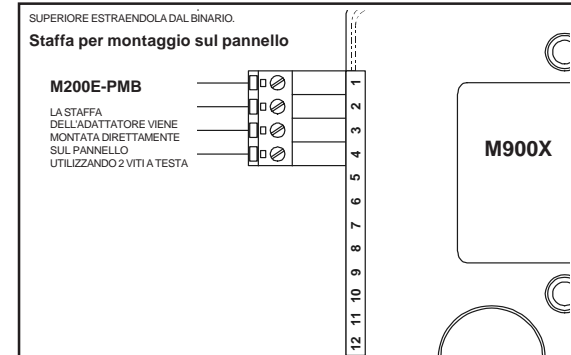 SUPERIORE ESTRAENDOLA DAL BINARIO.
Staffa per montaggio sul pannello
M200E-PMB
LA STAFFA
DELL'ADATTATORE VIENE
MONTATA DIRETTAMENTE
SUL PANNELLO
UTILIZZANDO 2 VITI A TESTA
1
2
3
4
5
6
7
8
9
10
11
12
M900X